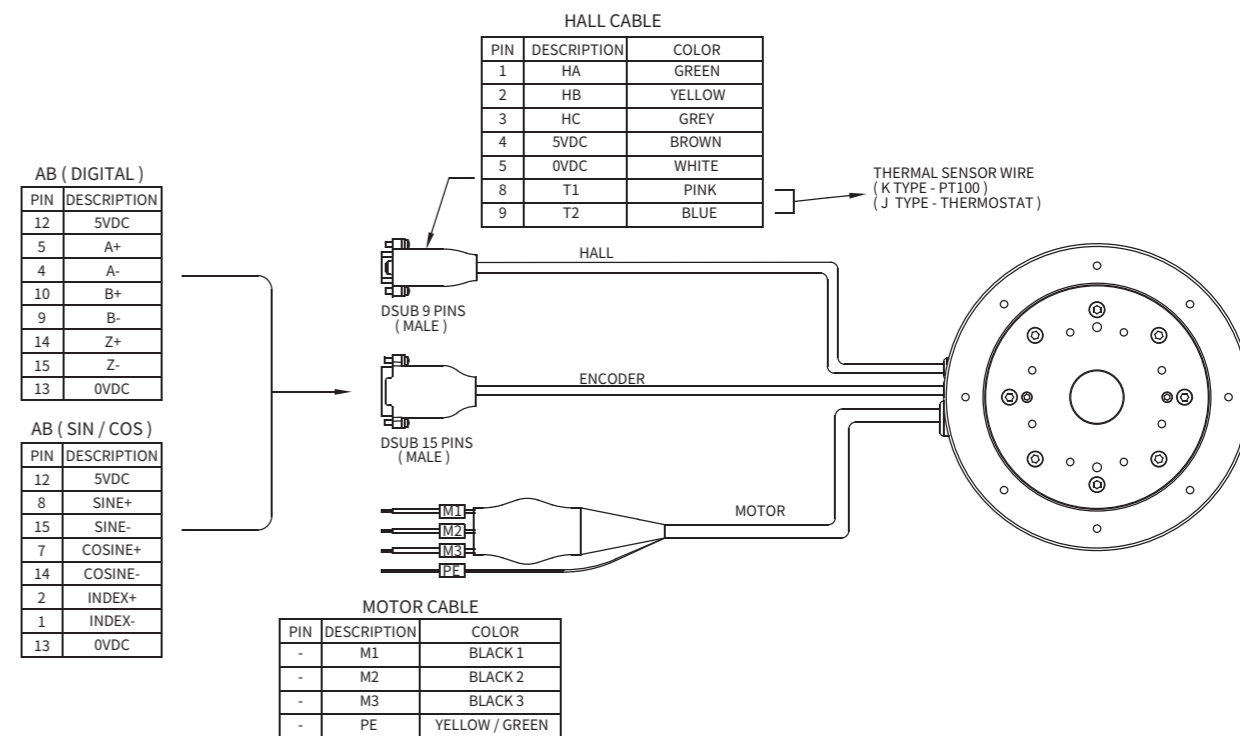 HALL CABLE
PIN DESCRIPTION COLOR
1 HA GREEN
2 HB YELLOW
3 HC GREY
4 5VDC BROWN
5 0VDC WHITE
8 T1 PINK
9 T2 BLUE
THERMAL SENSOR WIRE
( K TYPE - PT100 )
( J TYPE - THERMOSTAT )
AB ( DIGITAL )
PIN DESCRIPTION
12 5VDC
5 A+
4 A-
10 B+
9 B-
14 Z+
15 Z-
13 0VDC
AB ( SIN / COS )
PIN DESCRIPTION
12 5VDC
8 SINE+
15 SINE-
7 COSINE+
14 COSINE-
2 INDEX+
1 INDEX-
13 0VDC
HALL
DSUB 9 PINS
( MALE )
ENCODER
DSUB 15 PINS
( MALE )
MOTOR
M1
M2
M3
PE
MOTOR CABLE
PIN DESCRIPTION COLOR
- M1 BLACK 1
- M2 BLACK 2
- M3 BLACK 3
- PE YELLOW / GREEN